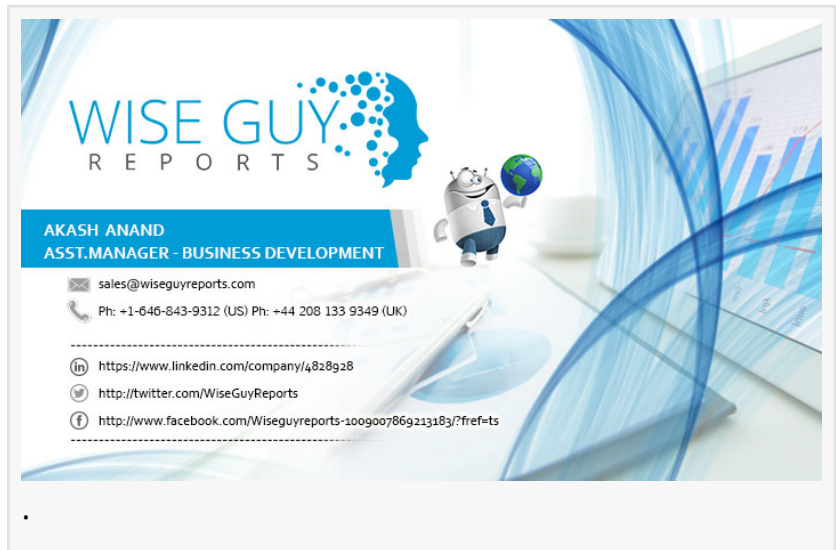 WISE GUY
REPORTS
AKASH ANAND
ASST.MANAGER - BUSINESS DEVELOPMENT
sales@wiseguyreports.com
Ph: +1-646-843-9312 (US) Ph: +44 208 133 9349 (UK)
in https://www.linkedin.com/company/4828928
http://twitter.com/WiseGuyReports
f http://www.facebook.com/Wiseguyreports-1009007869213183/?fref=ts